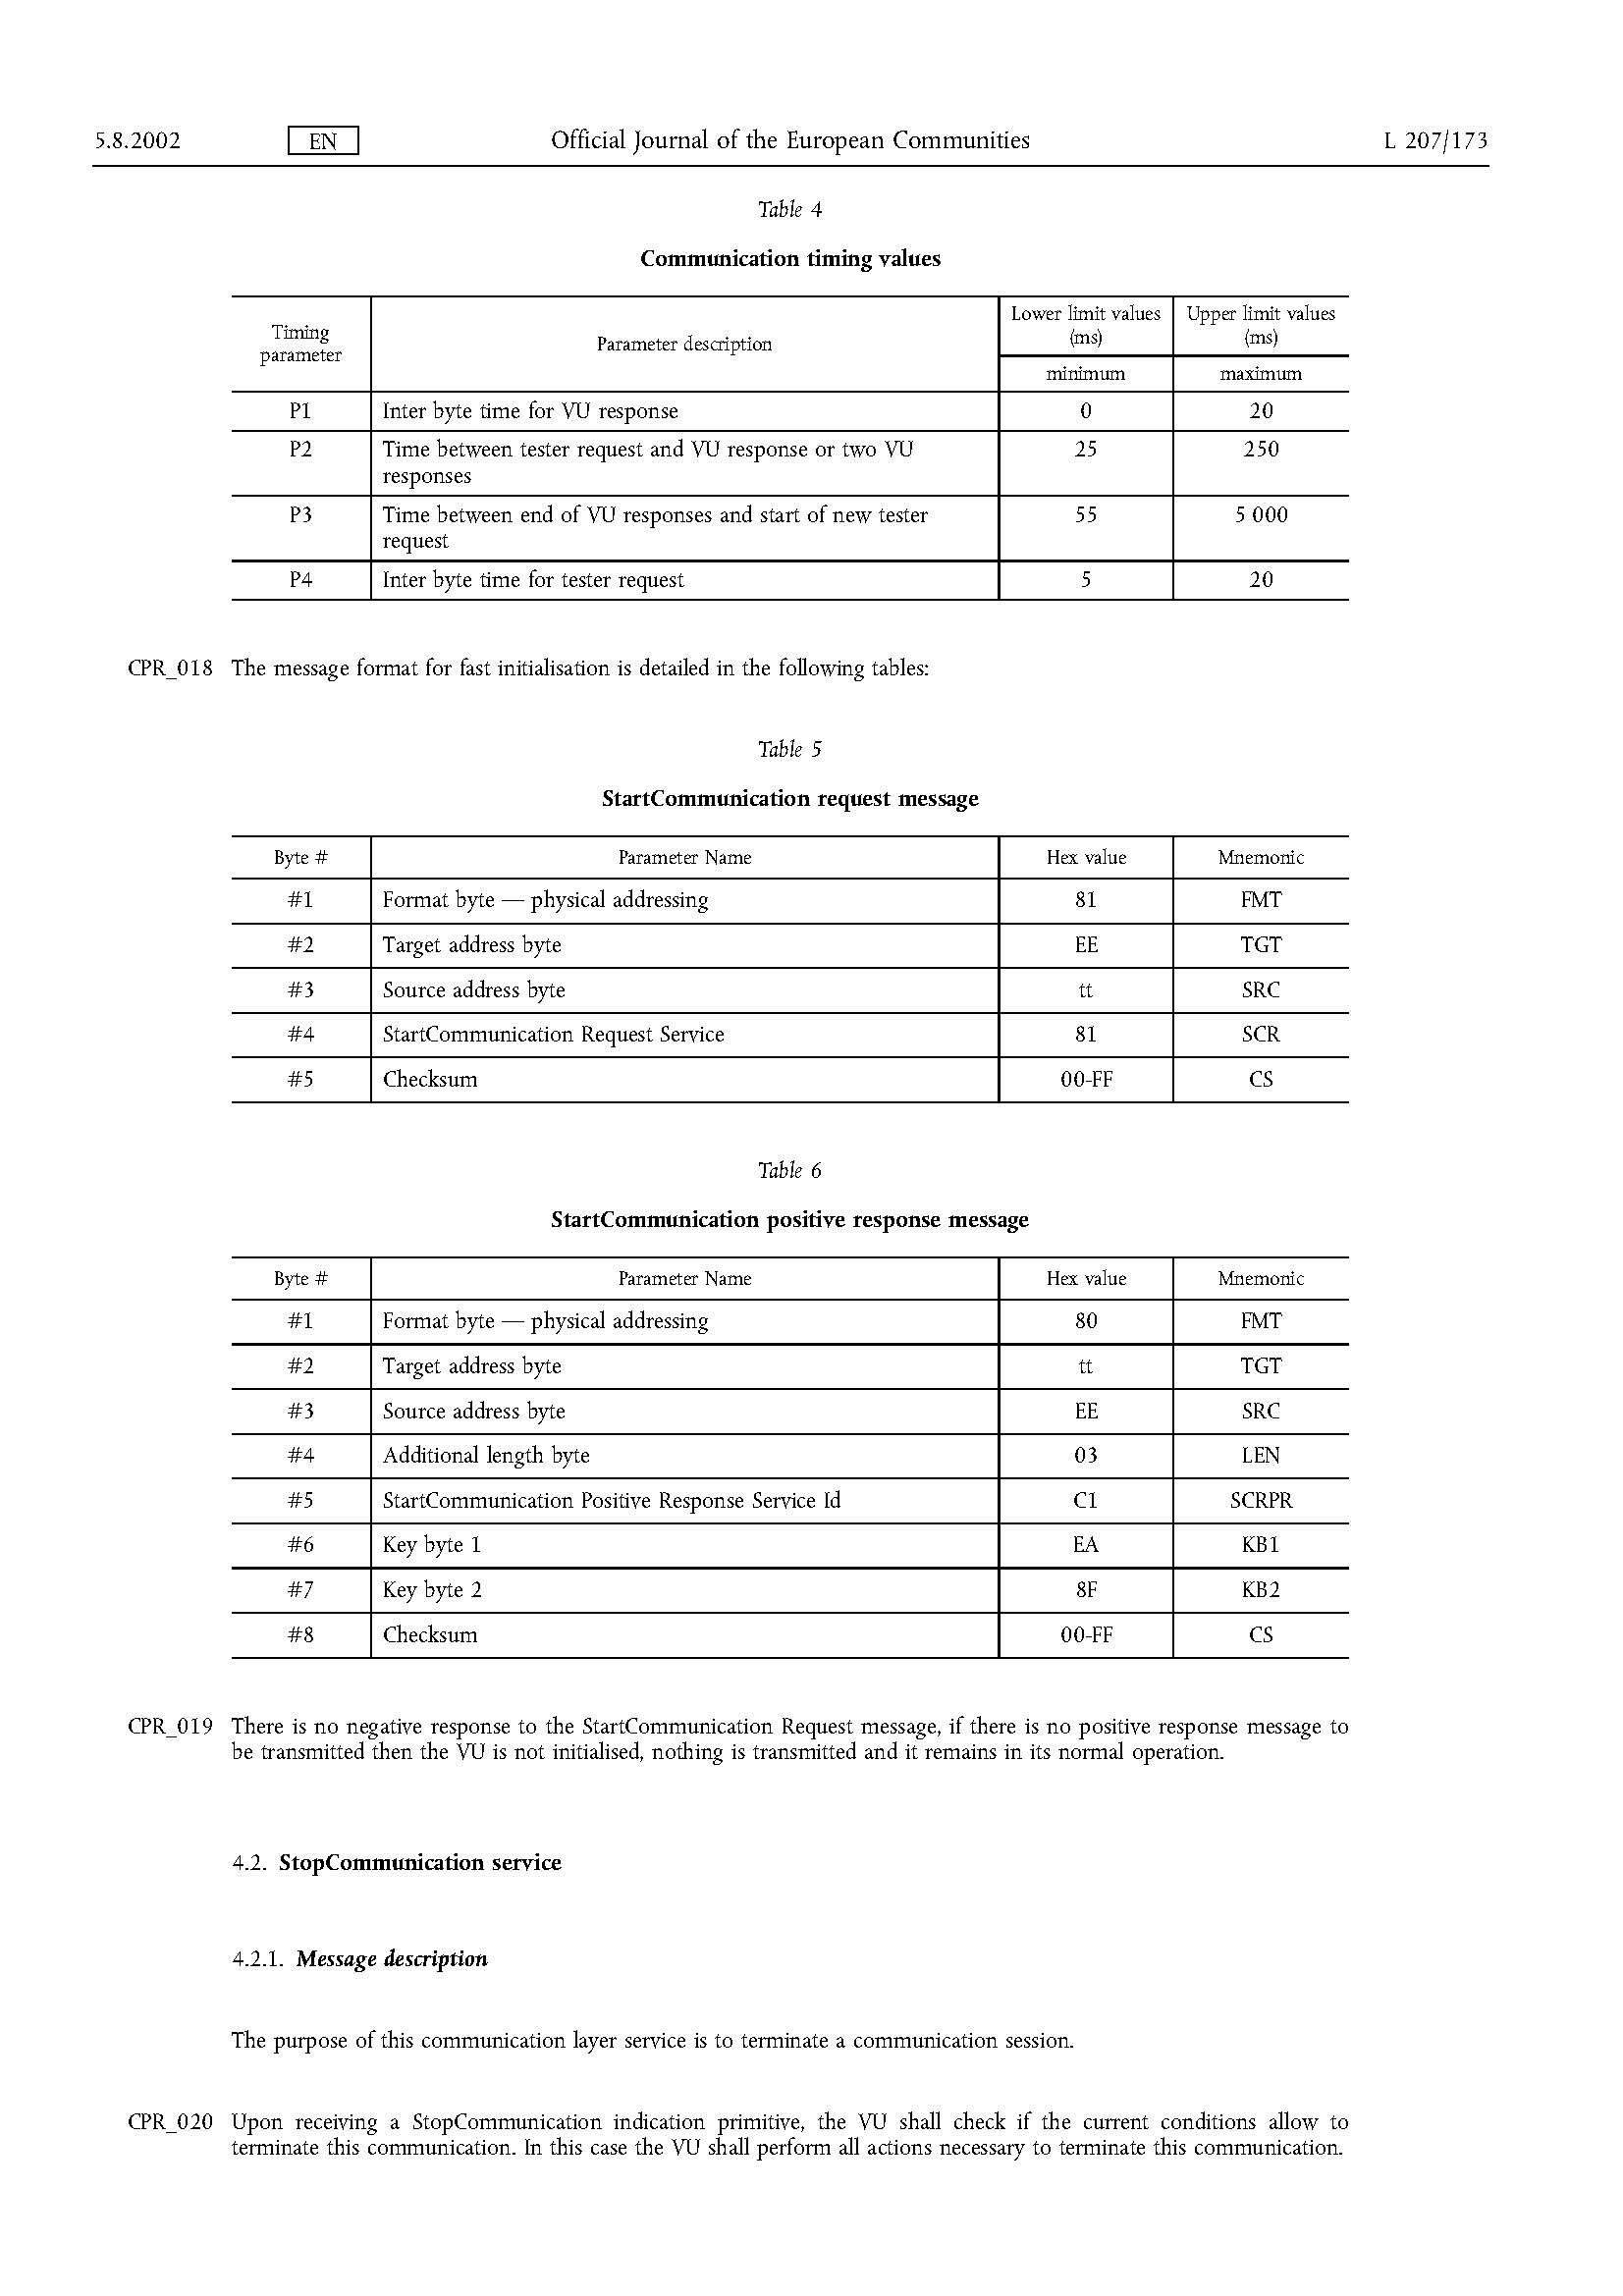 5.8.2002 EN Official Journal of the European Communities L 207/173
Table 4
Communication timing values
Timing parameter Parameter description Lower limit values (ms) Upper limit values (ms)
minimum maximum
P1 Inter byte time for VU response 0 20
P2 Time between tester request and VU response or two VU 25 250
responses
P3 Time between end of VU responses and start of new tester 55 5 000
request
P4 Inter byte time for tester request 5 20
CPR_018 The message format for fast initialisation is detailed in the following tables:
Table 5
StartCommunication request message
Byte # Parameter Name Hex value Mnemonic
#1 Format byte — physical addressing 81 FMT
#2 Target address byte EE TGT
#3 Source address byte tt SRC
#4 StartCommunication Request Service 81 SCR
#5 Checksum 00-FF CS
Table 6
StartCommunication positive response message
Byte # Parameter Name Hex value Mnemonic
#1 Format byte — physical addressing 80 FMT
#2 Target address byte tt TGT
#3 Source address byte EE SRC
#4 Additional length byte 03 LEN
#5 StartCommunication Positive Response Service Id C1 SCRPR
#6 Key byte 1 EA KB1
#7 Key byte 2 8F KB2
#8 Checksum 00-FF CS
CPR_019 There is no negative response to the StartCommunication Request message, if there is no positive response message to
be transmitted then the VU is not initialised, nothing is transmitted and it remains in its normal operation.
4.2. StopCommunication service
4.2.1. Message description
The purpose of this communication layer service is to terminate a communication session.
CPR_020 Upon receiving a StopCommunication indication primitive, the VU shall check if the current conditions allow to
terminate this communication. In this case the VU shall perform all actions necessary to terminate this communication.